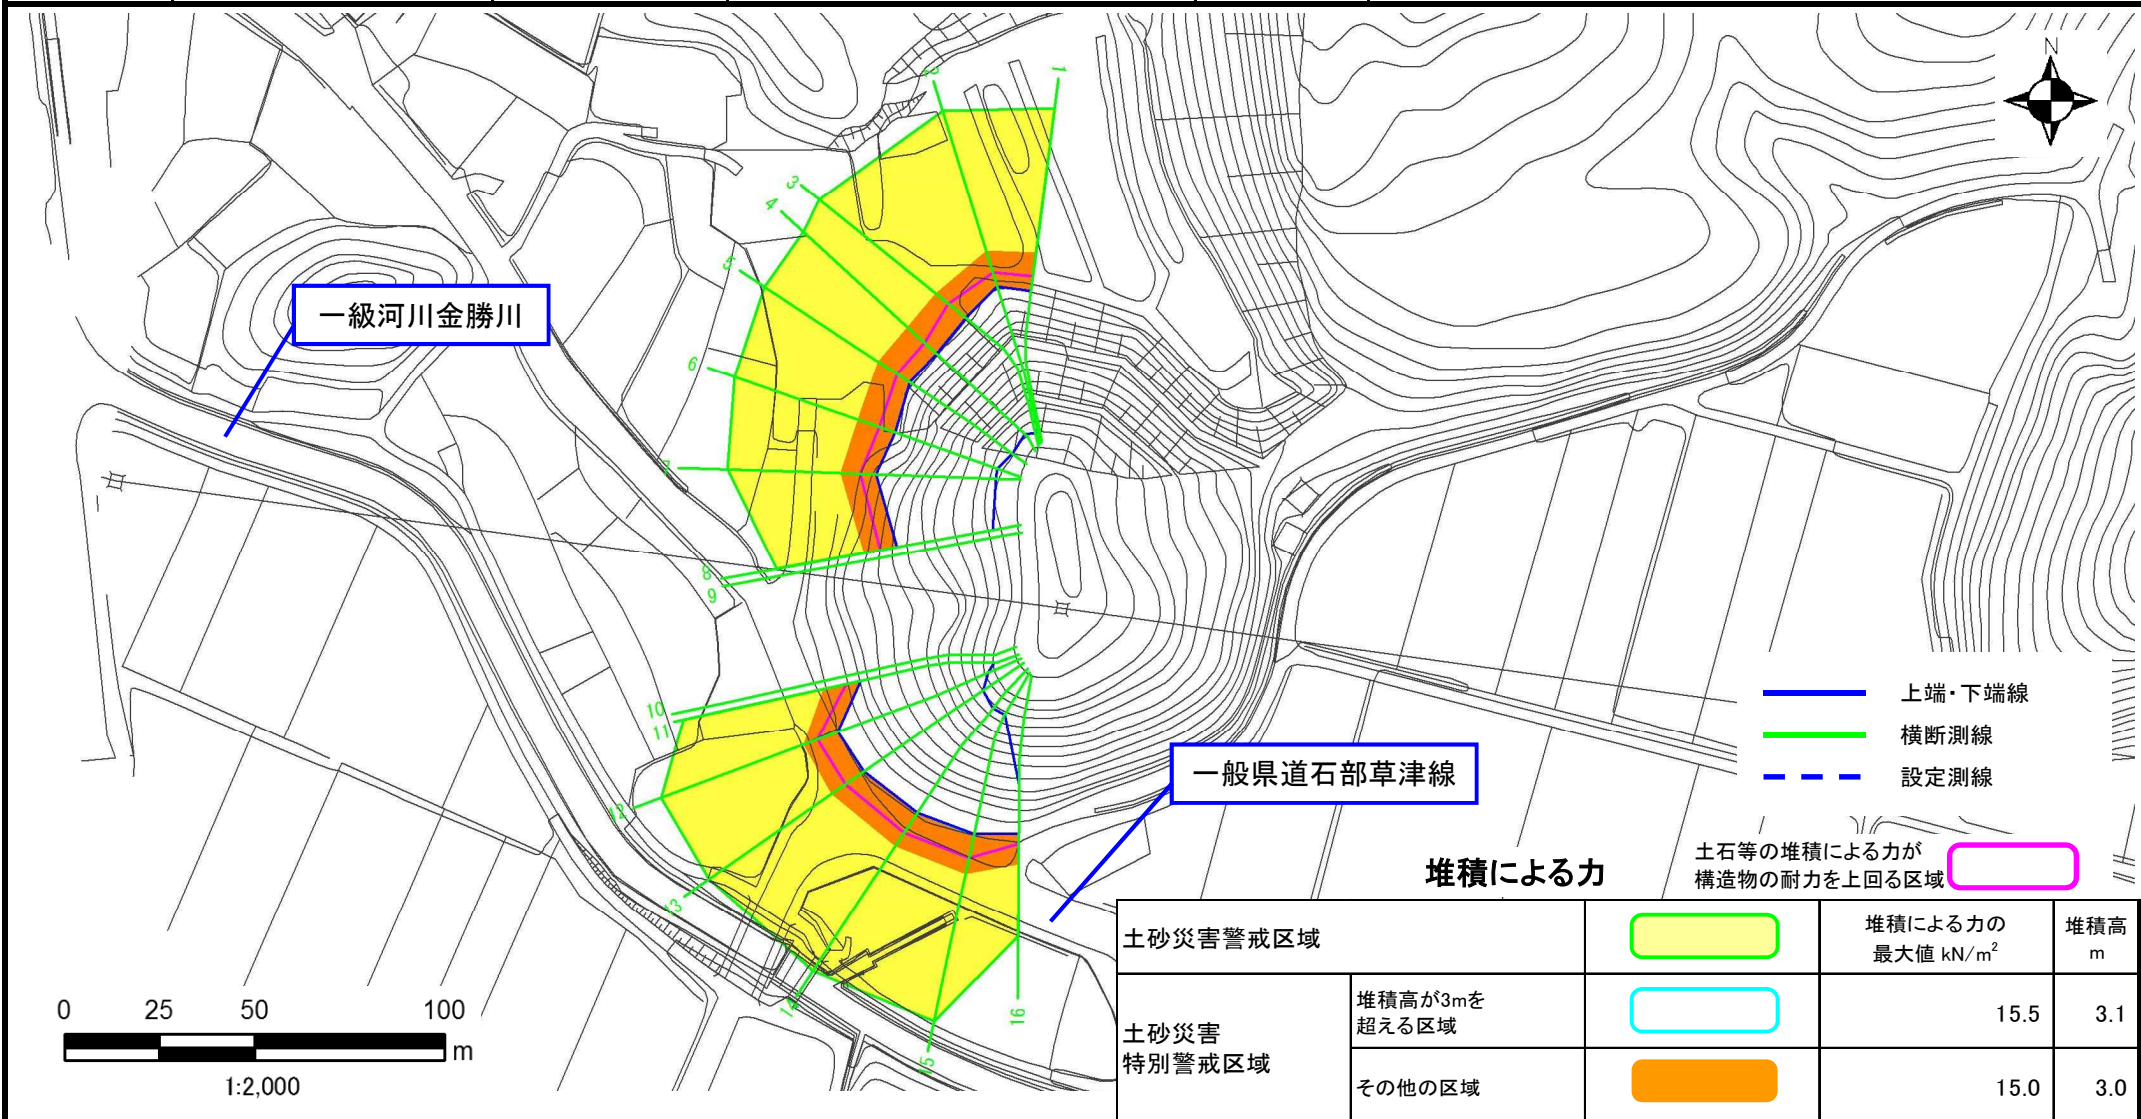 N
1
2
3
4
5
6
7
8
9
10
11
12
13
14
15
16
一級河川金勝川
一般県道石部草津線
上端・下端線
横断測線
設定測線
堆積による力
土石等の堆積による力が
構造物の耐力を上回る区域
土砂災害警戒区域
堆積による力の
最大値 kN/m²
堆積高
m
土砂災害
特別警戒区域
堆積高が3mを
超える区域
15.5
3.1
その他の区域
15.0
3.0
0 25 50 100
m
1:2,000